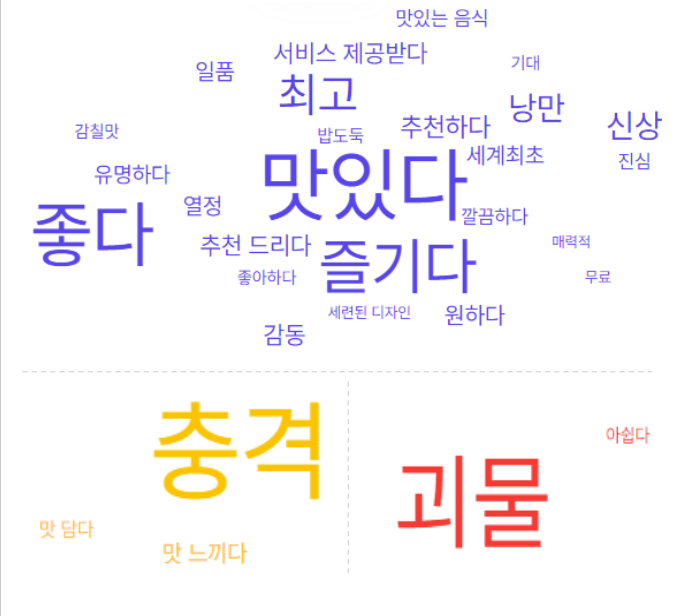 맛있는 음식
서비스 제공받다
기대
일품
최고
낭만
신상
추천하다
감칠맛
밥도둑
세계최초
진심
유명하다
맛있다
열정
깔끔하다
좋다
추천 드리다
즐기다
매력적
좋아하다
무료
세련된 디자인
원하다
감동
충격
맛 담다
맛 느끼다
아쉽다
괴물